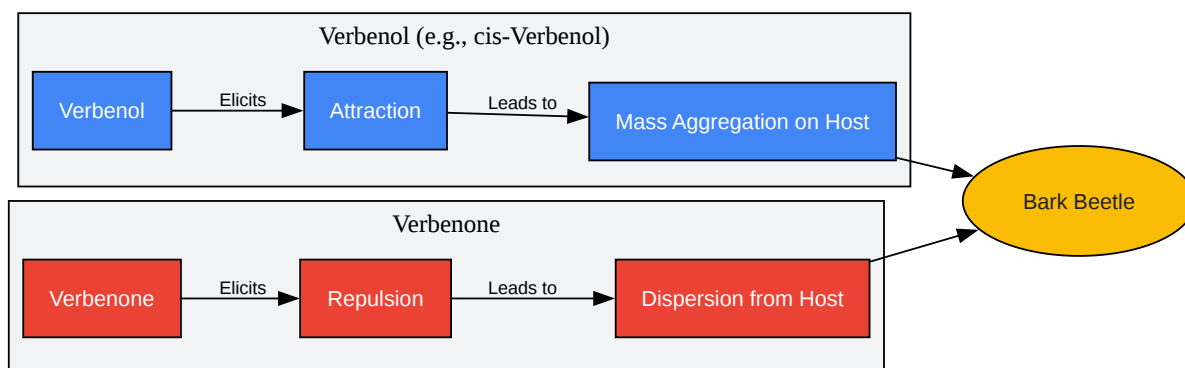 Verbenol (e.g., cis-Verbenol)
Verbenol
Elicits
Attraction
Leads to
Mass Aggregation on Host
Bark Beetle
Verbenone
Verbenone
Elicits
Repulsion
Leads to
Dispersion from Host